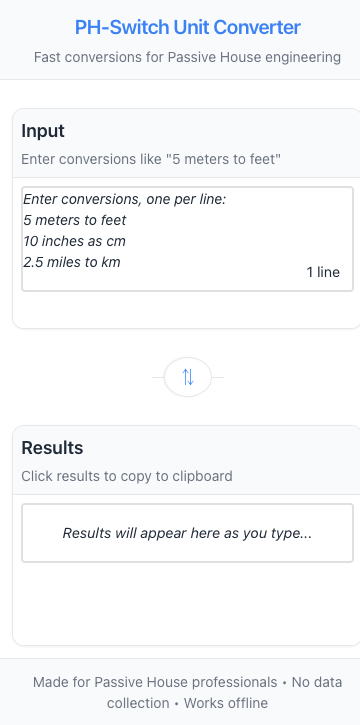 PH-Switch Unit Converter
Fast conversions for Passive House engineering
Input
Enter conversions like "5 meters to feet"
Enter conversions, one per line:
5 meters to feet
10 inches as cm
2.5 miles to km
1 line
Results
Click results to copy to clipboard
Results will appear here as you type...
Made for Passive House professionals • No data
collection • Works offline